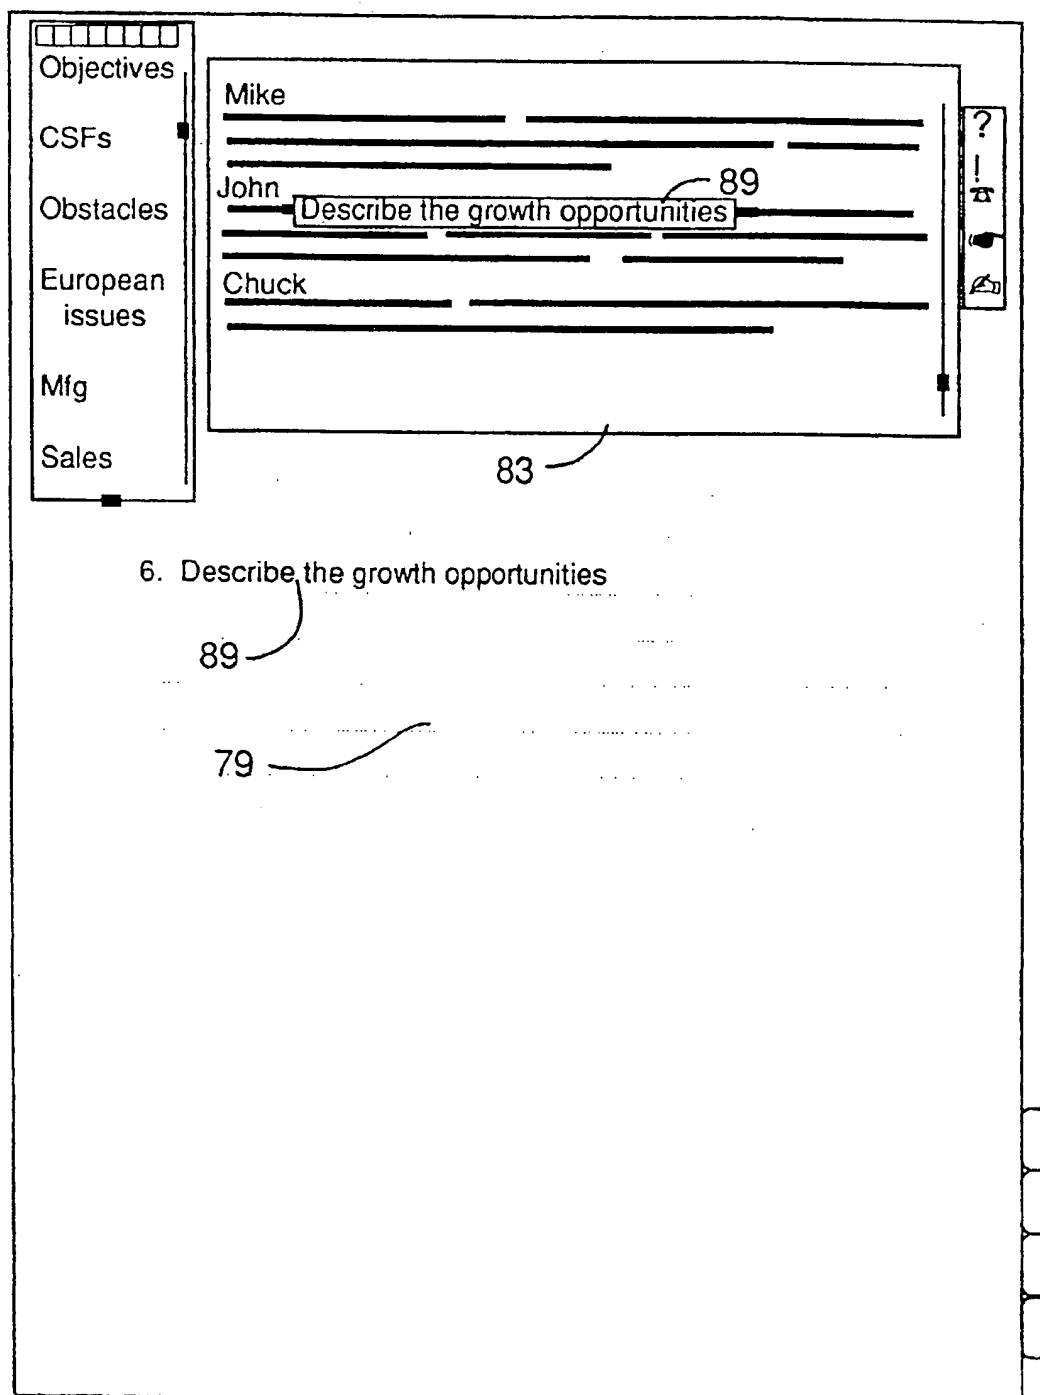 Objectives
CSFs
Obstacles
European
issues
Mfg
Sales
Mike
John
Describe the growth opportunities
89
Chuck
?
!
83
6. Describe the growth opportunities
89
79